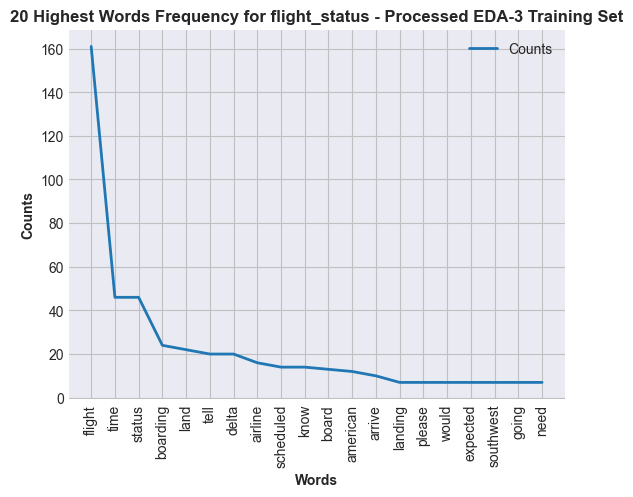 20 Highest Words Frequency for flight_status - Processed EDA-3 Training Set
Counts
160
140
120
100
80
60
40
20
0
Counts
flight
time
status
boarding
land
tell
delta
airline
scheduled
know
board
american
arrive
landing
please
would
expected
southwest
going
need
Words